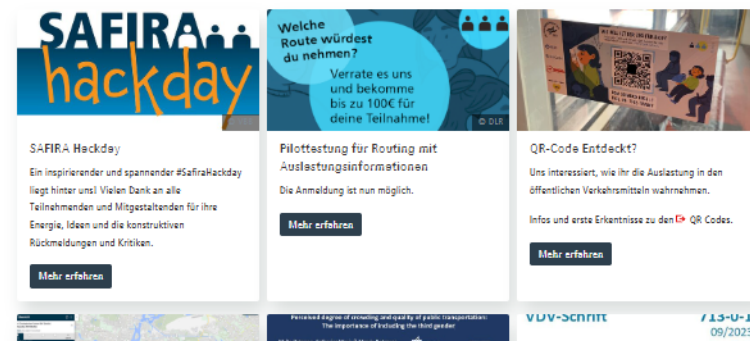 SAFIRA
hackday
SAFIRA Hackday
Ein inspirierender und spannender #SafiraHackday
liegt hinter uns! Vielen Dank an alle
Teilnehmenden und Mitgestaltenden für ihre
Energie, Ideen und die konstruktiven
Rückmeldungen und Kritiken.
Mehr erfahren
Welche
Route würdest
du nehmen?
Verrate es uns
und bekomme
bis zu 100€ für
deine Teilnahme!
© DLR
Pilottestung für Routing mit
Auslastungsinformationen
Die Anmeldung ist nun möglich.
Mehr erfahren
QR-Code Entdeckt?
Uns interessiert, wie ihr die Auslastung in den
öffentlichen Verkehrsmitteln wahrnehmen.
Infos und erste Erkentnisse zu den QR Codes.
Mehr erfahren
Perceived degree of crowding and quality of public transportation:
The importance of including the third gender
VDV-Schrift
713-0-1
09/2023